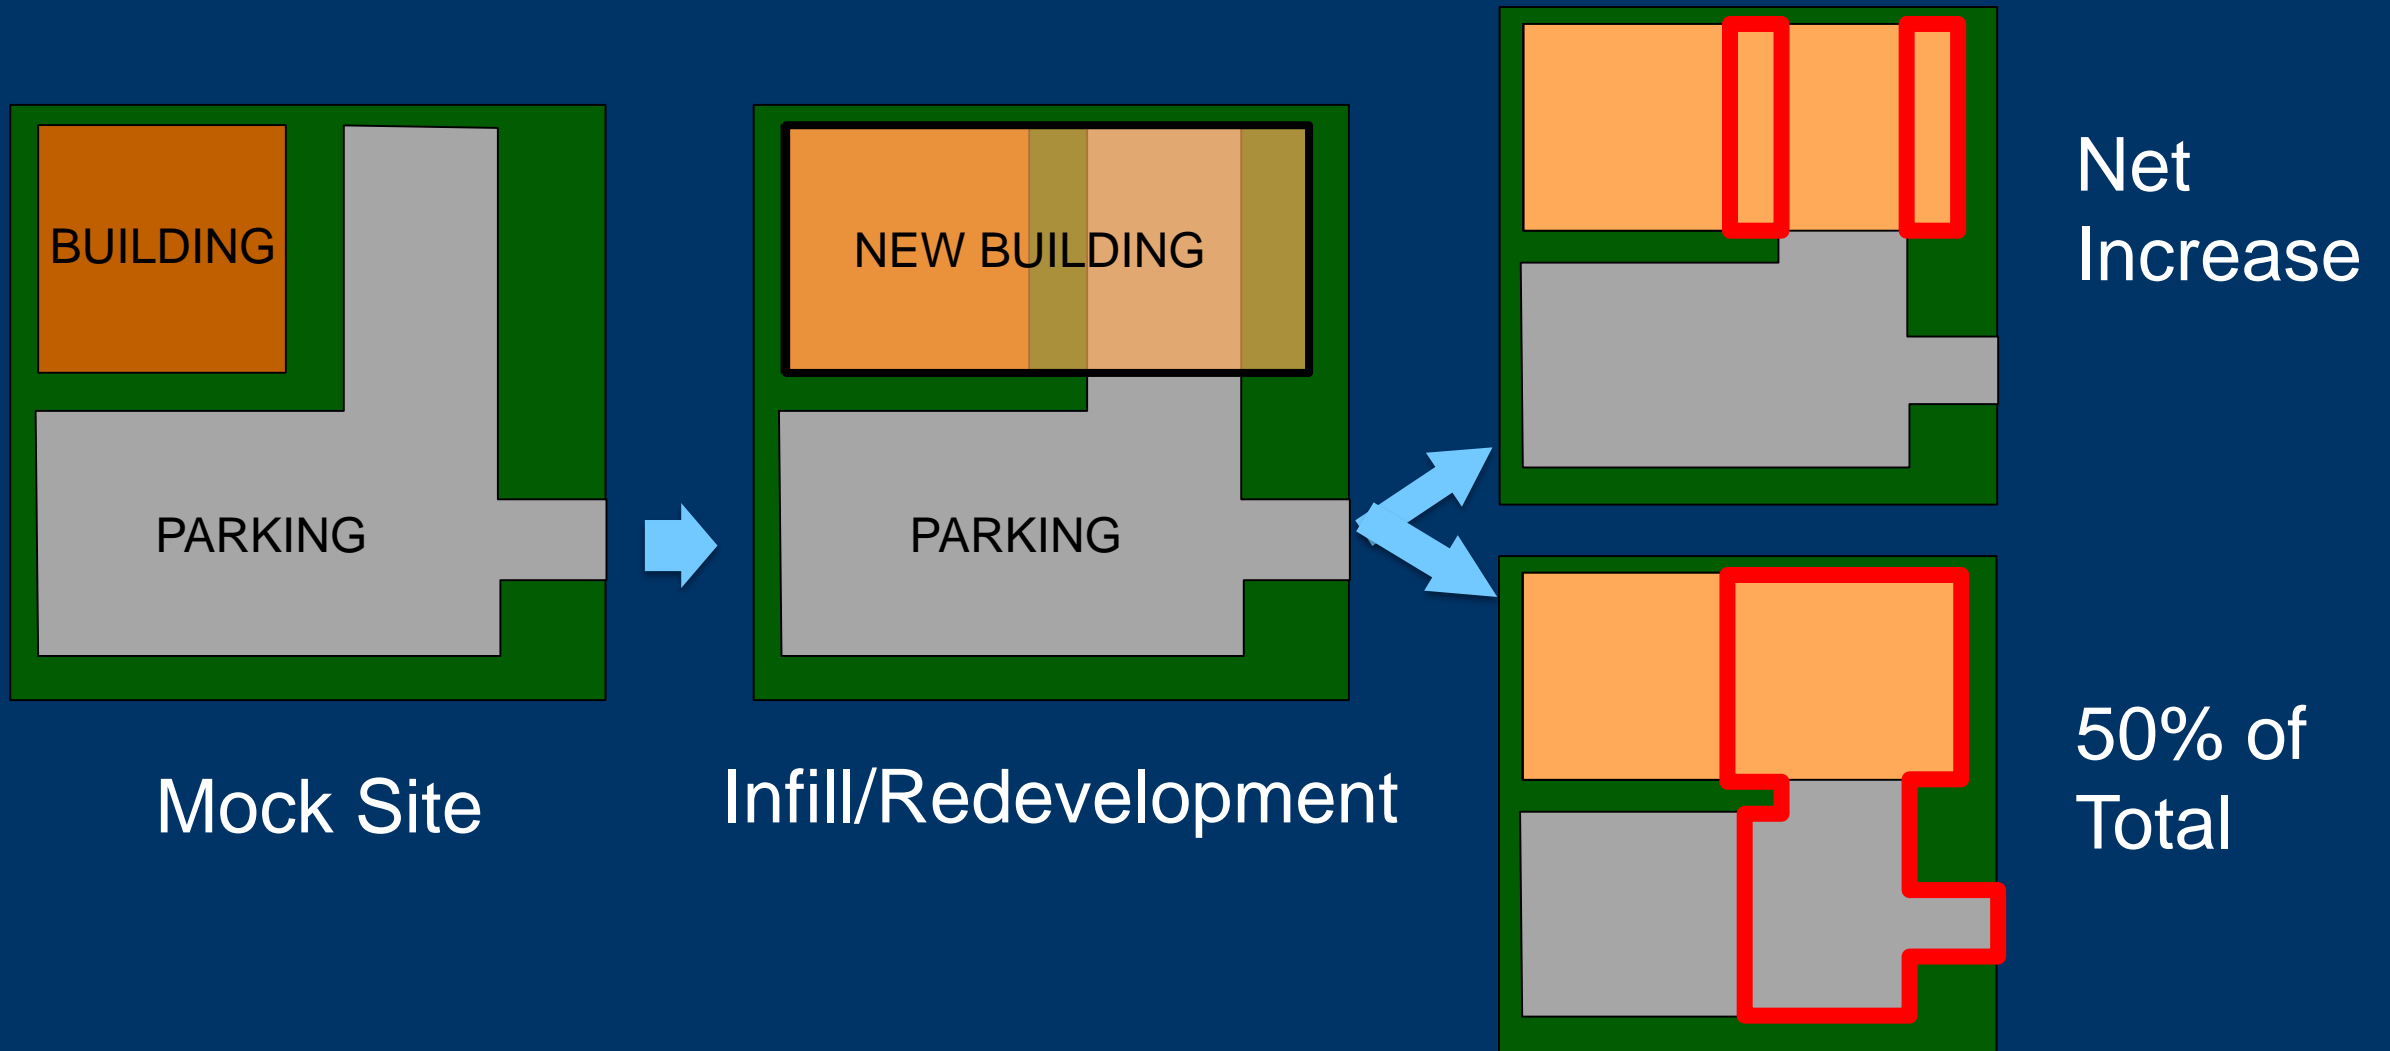 BUILDING
PARKING
Mock Site
NEW BUILDING
PARKING
Infill/Redevelopment
Net
Increase
50% of
Total